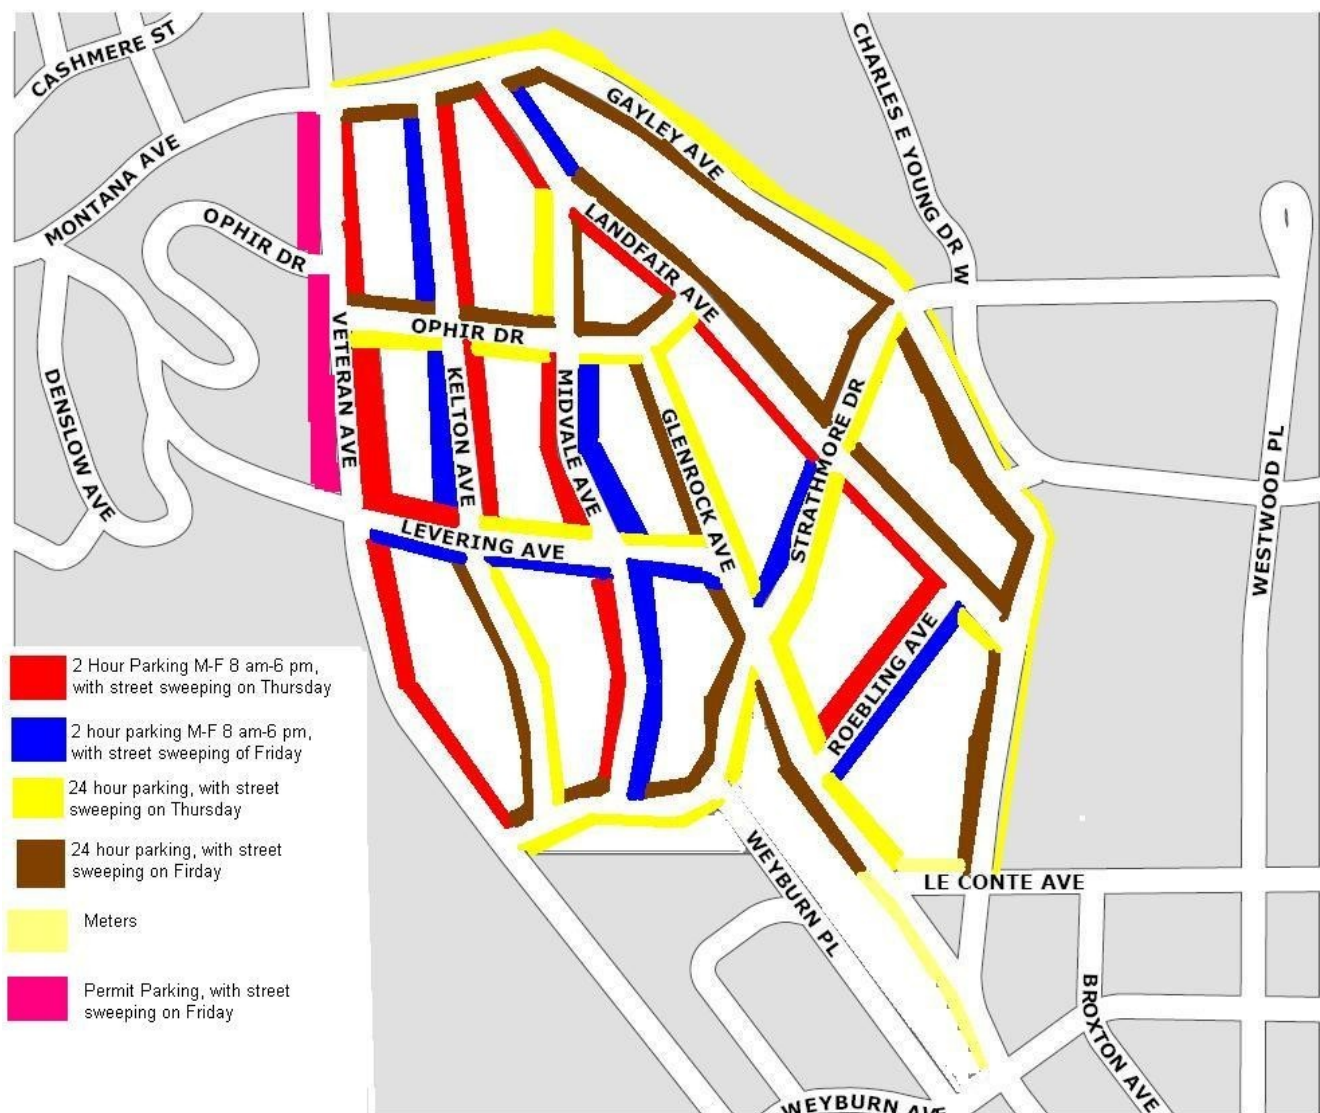 CASHMERE ST
CHARLES E YOUNG DR W
GAYLEY AVE
MONTANA AVE
OPHIR DR
LANDFAIR AVE
OPHIR DR
VETERAN AVE
KELTON AVE
MIDVALE AVE
GLENROCK AVE
STRATHMORE DR
DENSLOW AVE
WESTWOOD PL
LEVERING AVE
ROEBLING AVE
2 Hour Parking M-F 8 am-6 pm,
with street sweeping on Thursday
2 hour parking M-F 8 am-6 pm,
with street sweeping of Friday
24 hour parking, with street
sweeping on Thursday
24 hour parking, with street
sweeping on Firday
Meters
Permit Parking, with street
sweeping on Friday
WEYBURN PL
LE CONTE AVE
BROXTON AVE
WEYBURN AVE